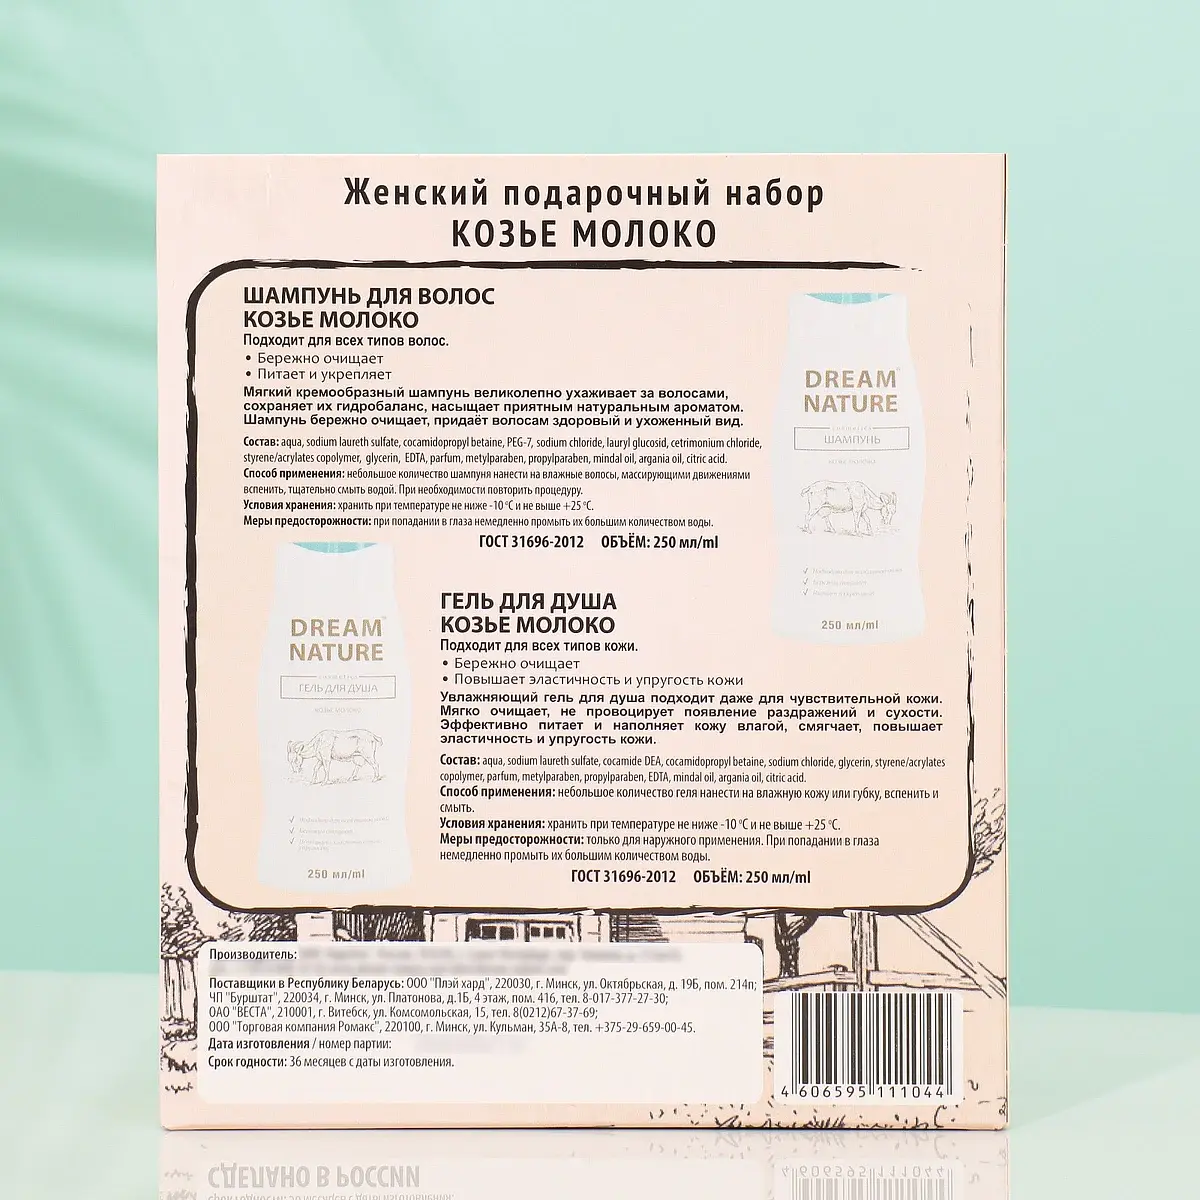 Женский подарочный набор
КОЗЬЕ МОЛОКО
ШАМПУНЬ ДЛЯ ВОЛОС
КОЗЬЕ МОЛОКО
Подходит для всех типов волос.
• Бережно очищает
• Питает и укрепляет
Мягкий кремообразный шампунь великолепно ухаживает за волосами,
сохраняет их гидробаланс, насыщает приятным натуральным ароматом.
Шампунь бережно очищает, придаёт волосам здоровый и ухоженный вид.
Состав: aqua, sodium laureth sulfate, cocamidopropyl betaine, PEG-7, sodium chloride, lauryl glucosid, cetrimonium chloride,
styrene/acrylates copolymer, glycerin, EDTA, parfum, metylparaben, propylparaben, mindal oil, argania oil, citric acid.
Способ применения: небольшое количество шампуня нанести на влажные волосы, массирующими движениями
вспенить, тщательно смыть водой. При необходимости повторить процедуру.
Условия хранения: хранить при температуре не ниже -10 °С и не выше +25 °С.
Меры предосторожности: при попадании в глаза немедленно промыть их большим количеством воды.
ГОСТ 31696-2012 ОБЪЁМ: 250 мл/ml
DREAM
NATURE
ШАМПУНЬ
КОЗЬЕ МОЛОКО
250 мл/ml
DREAM
NATURE
ГЕЛЬ ДЛЯ ДУША
КОЗЬЕ МОЛОКО
250 мл/ml
ГЕЛЬ ДЛЯ ДУША
КОЗЬЕ МОЛОКО
Подходит для всех типов кожи.
• Бережно очищает
• Повышает эластичность и упругость кожи
Увлажняющий гель для душа подходит даже для чувствительной кожи.
Мягко очищает, не провоцирует появление раздражений и сухости.
Эффективно питает и наполняет кожу влагой, смягчает, повышает
эластичность и упругость кожи.
Состав: aqua, sodium laureth sulfate, cocamide DEA, cocamidopropyl betaine, sodium chloride, glycerin, styrene/acrylates
copolymer, parfum, metylparaben, propylparaben, EDTA, mindal oil, argania oil, citric acid.
Способ применения: небольшое количество геля нанести на влажную кожу или губку, вспенить и
смыть.
Условия хранения: хранить при температуре не ниже -10 °С и не выше +25 °С.
Меры предосторожности: только для наружного применения. При попадании в глаза
немедленно промыть их большим количеством воды.
ГОСТ 31696-2012 ОБЪЁМ: 250 мл/ml
Производитель:
Поставщики в Республику Беларусь: ООО "Плэй хард", 220030, г. Минск, ул. Октябрьская, д. 19Б, пом. 214п;
ЧП "Бурштат", 220034, г. Минск, ул. Платонова, д.1Б, 4 этаж, пом. 416, тел. 8-017-377-27-30;
ОАО "ВЕСТА", 210001, г. Витебск, ул. Комсомольская, 15, тел. 8(0212)67-37-69;
ООО "Торговая компания Ромакс", 220100, г. Минск, ул. Кульман, 35А-8, тел. +375-29-659-00-45.
Дата изготовления / номер партии:
Срок годности: 36 месяцев с даты изготовления.
4 606595 111044
СДЕЛАНО В РОССИИ